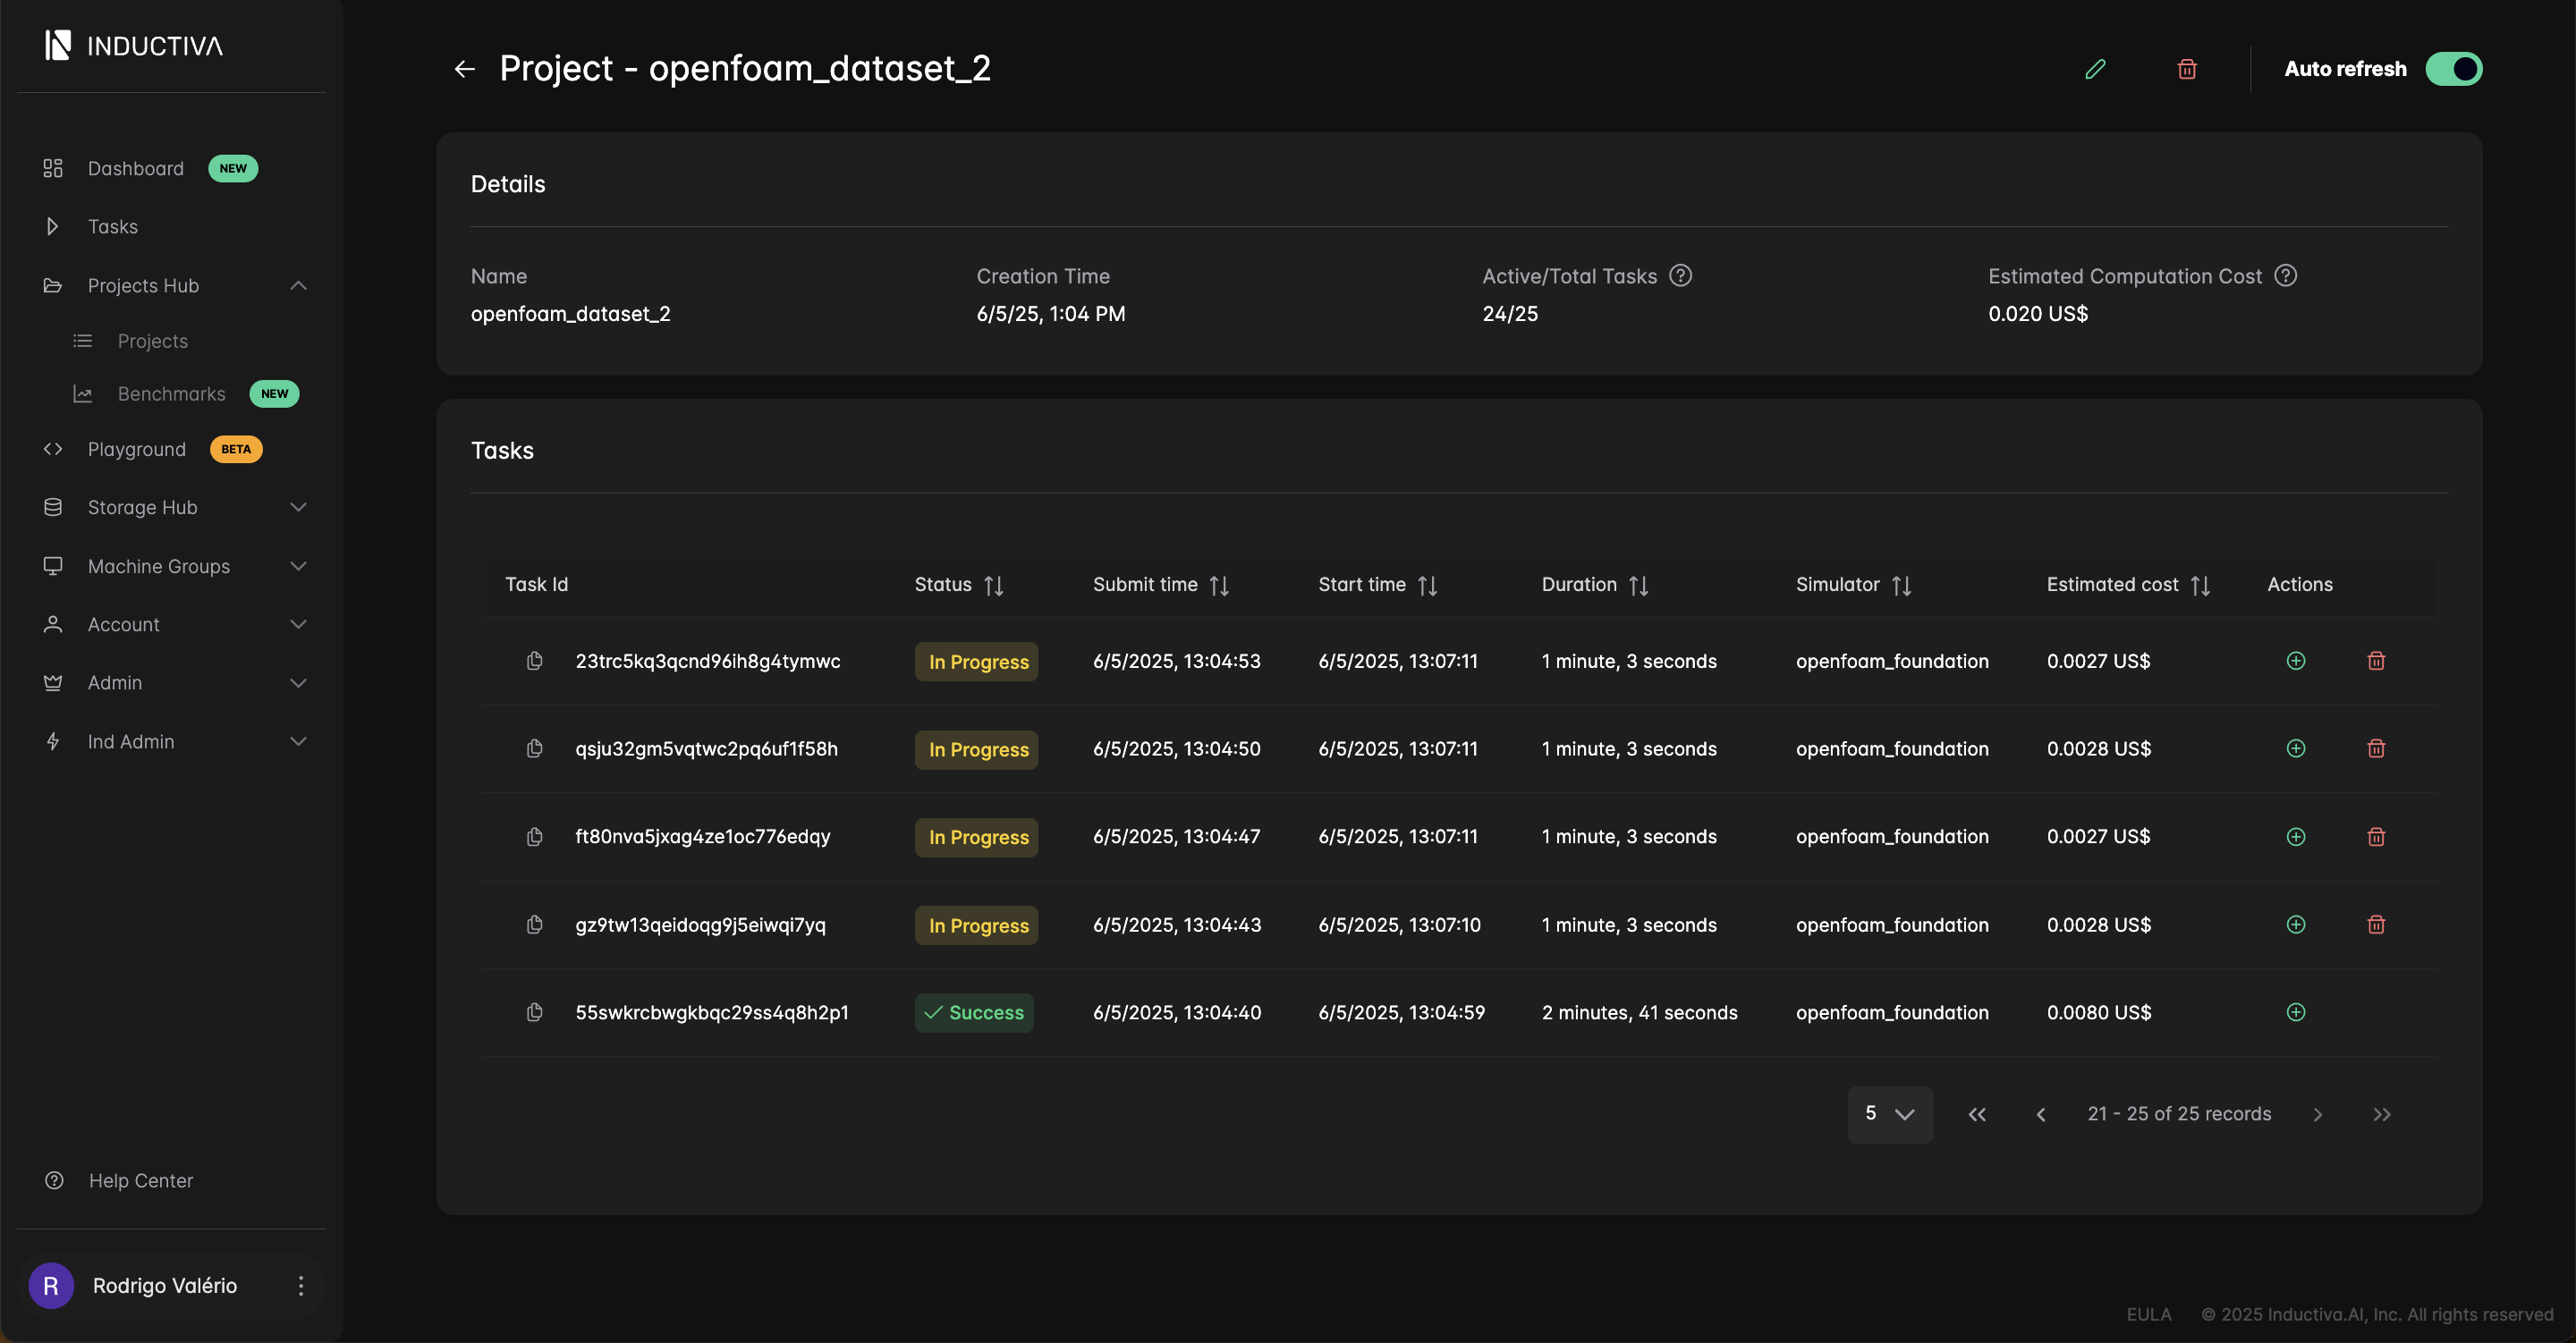 INDUCTIVA
Dashboard NEW
Tasks
Projects Hub
Projects
Benchmarks NEW
Playground BETA
Storage Hub
Machine Groups
Account
Admin
Ind Admin
Help Center
R Rodrigo Valério
Project - openfoam_dataset_2
Auto refresh
Details
Name Creation Time Active/Total Tasks Estimated Computation Cost
openfoam_dataset_2 6/5/25, 1:04 PM 24/25 0.020 US$
Tasks
Task Id Status Submit time Start time Duration Simulator Estimated cost Actions
23trc5kq3qcnd96ih8g4tymwc In Progress 6/5/2025, 13:04:53 6/5/2025, 13:07:11 1 minute, 3 seconds openfoam_foundation 0.0027 US$
qsju32gm5vqtwc2pq6uf1f58h In Progress 6/5/2025, 13:04:50 6/5/2025, 13:07:11 1 minute, 3 seconds openfoam_foundation 0.0028 US$
ft80nva5jxag4ze1oc776edqy In Progress 6/5/2025, 13:04:47 6/5/2025, 13:07:11 1 minute, 3 seconds openfoam_foundation 0.0027 US$
gz9tw13qeidoqg9j5eiwqi7yq In Progress 6/5/2025, 13:04:43 6/5/2025, 13:07:10 1 minute, 3 seconds openfoam_foundation 0.0028 US$
55swkrcbwgkbqc29ss4q8h2p1 Success 6/5/2025, 13:04:40 6/5/2025, 13:04:59 2 minutes, 41 seconds openfoam_foundation 0.0080 US$
5 21 - 25 of 25 records
EULA © 2025 Inductiva.AI, Inc. All rights reserved